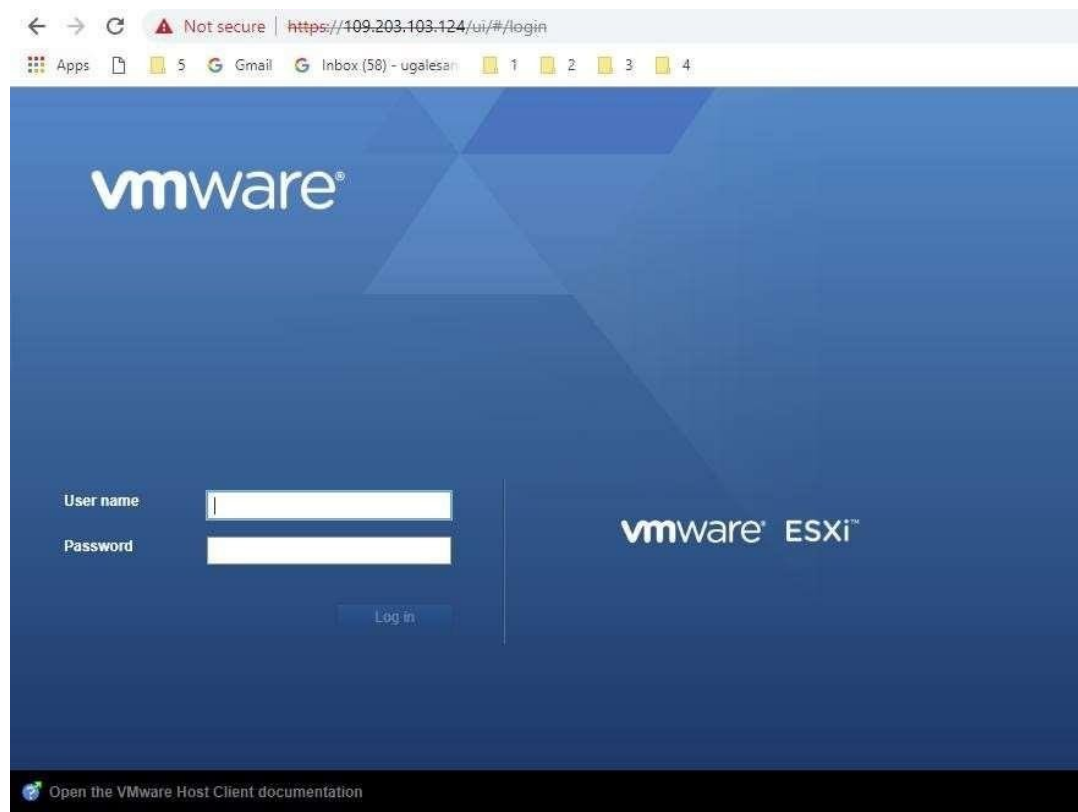 Not secure | https://109.203.103.124/ui/#/login
Apps 5 Gmail Inbox (58) - ugalesan 1 2 3 4
vmware®
User name
Password
vmware® ESXi™
Log in
Open the VMware Host Client documentation